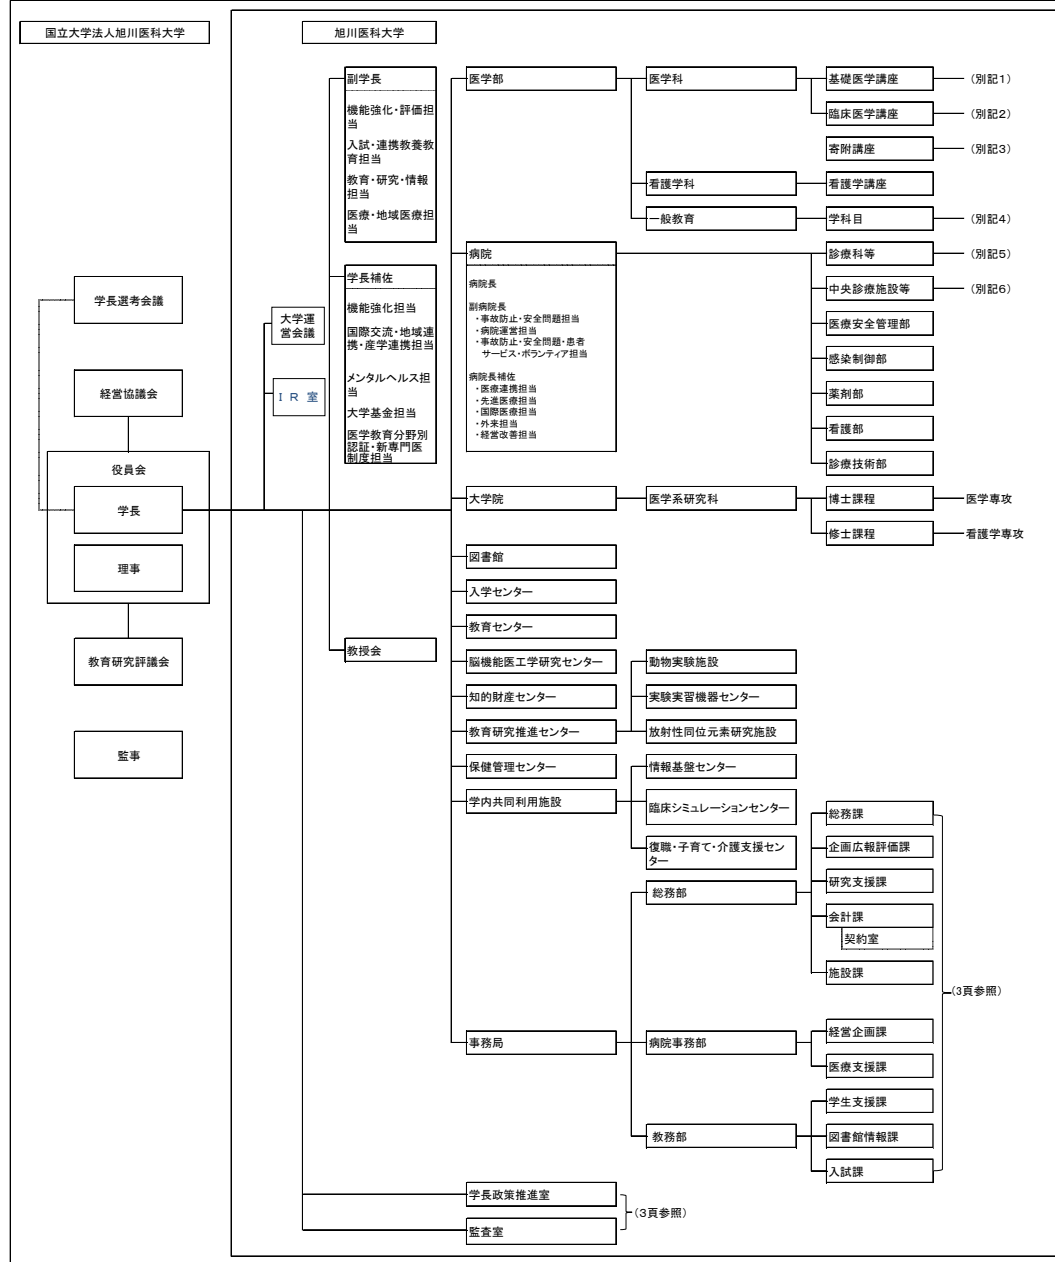 国立大学法人旭川医科大学
学長選考会議
経営協議会
役員会
学長
理事
教育研究評議会
監事
旭川医科大学
大学運
営会議
ＩＲ室
副学長
機能強化・評価担
当
入試・連携教養教
育担当
教育・研究・情報
担当
医療・地域医療担
当
学長補佐
機能強化担当
国際交流・地域連
携・産学連携担当
メンタルヘルス担
当
大学基金担当
医学教育分野別
認証・新専門医
制度担当
教授会
医学部
医学科
基礎医学講座
(別記1)
臨床医学講座
(別記2)
寄附講座
(別記3)
看護学科
看護学講座
一般教育
学科目
(別記4)
病院
病院長
副病院長
・事故防止・安全問題担当
・病院運営担当
・事故防止・安全問題・患者
サービス・ボランティア担当
病院長補佐
・医療連携担当
・先進医療担当
・国際医療担当
・外来担当
・経営改善担当
診療科等
(別記5)
中央診療施設等
(別記6)
医療安全管理部
感染制御部
薬剤部
看護部
診療技術部
大学院
医学系研究科
博士課程
医学専攻
修士課程
看護学専攻
図書館
入学センター
教育センター
脳機能医工学研究センター
知的財産センター
教育研究推進センター
動物実験施設
実験実習機器センター
放射性同位元素研究施設
保健管理センター
学内共同利用施設
情報基盤センター
臨床シミュレーションセンター
復職・子育て・介護支援セン
ター
事務局
総務部
総務課
企画広報評価課
研究支援課
会計課
契約室
施設課
病院事務部
経営企画課
医療支援課
教務部
学生支援課
図書館情報課
入試課
(3頁参照)
学長政策推進室
監査室
(3頁参照)